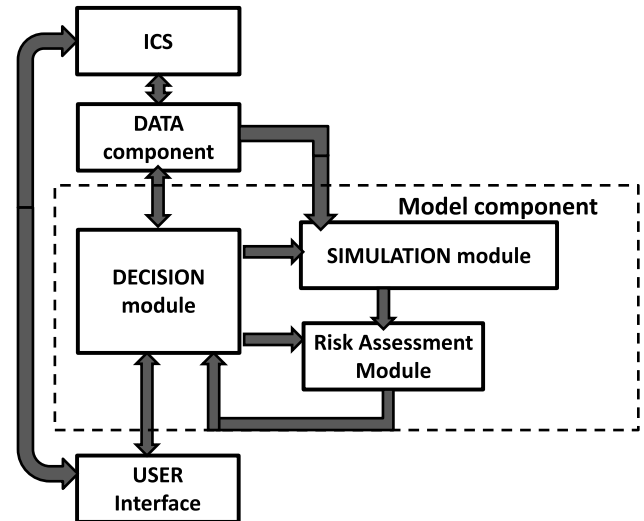 ICS
DATA
component
Model component
DECISION
module
SIMULATION module
Risk Assessment
Module
USER
Interface